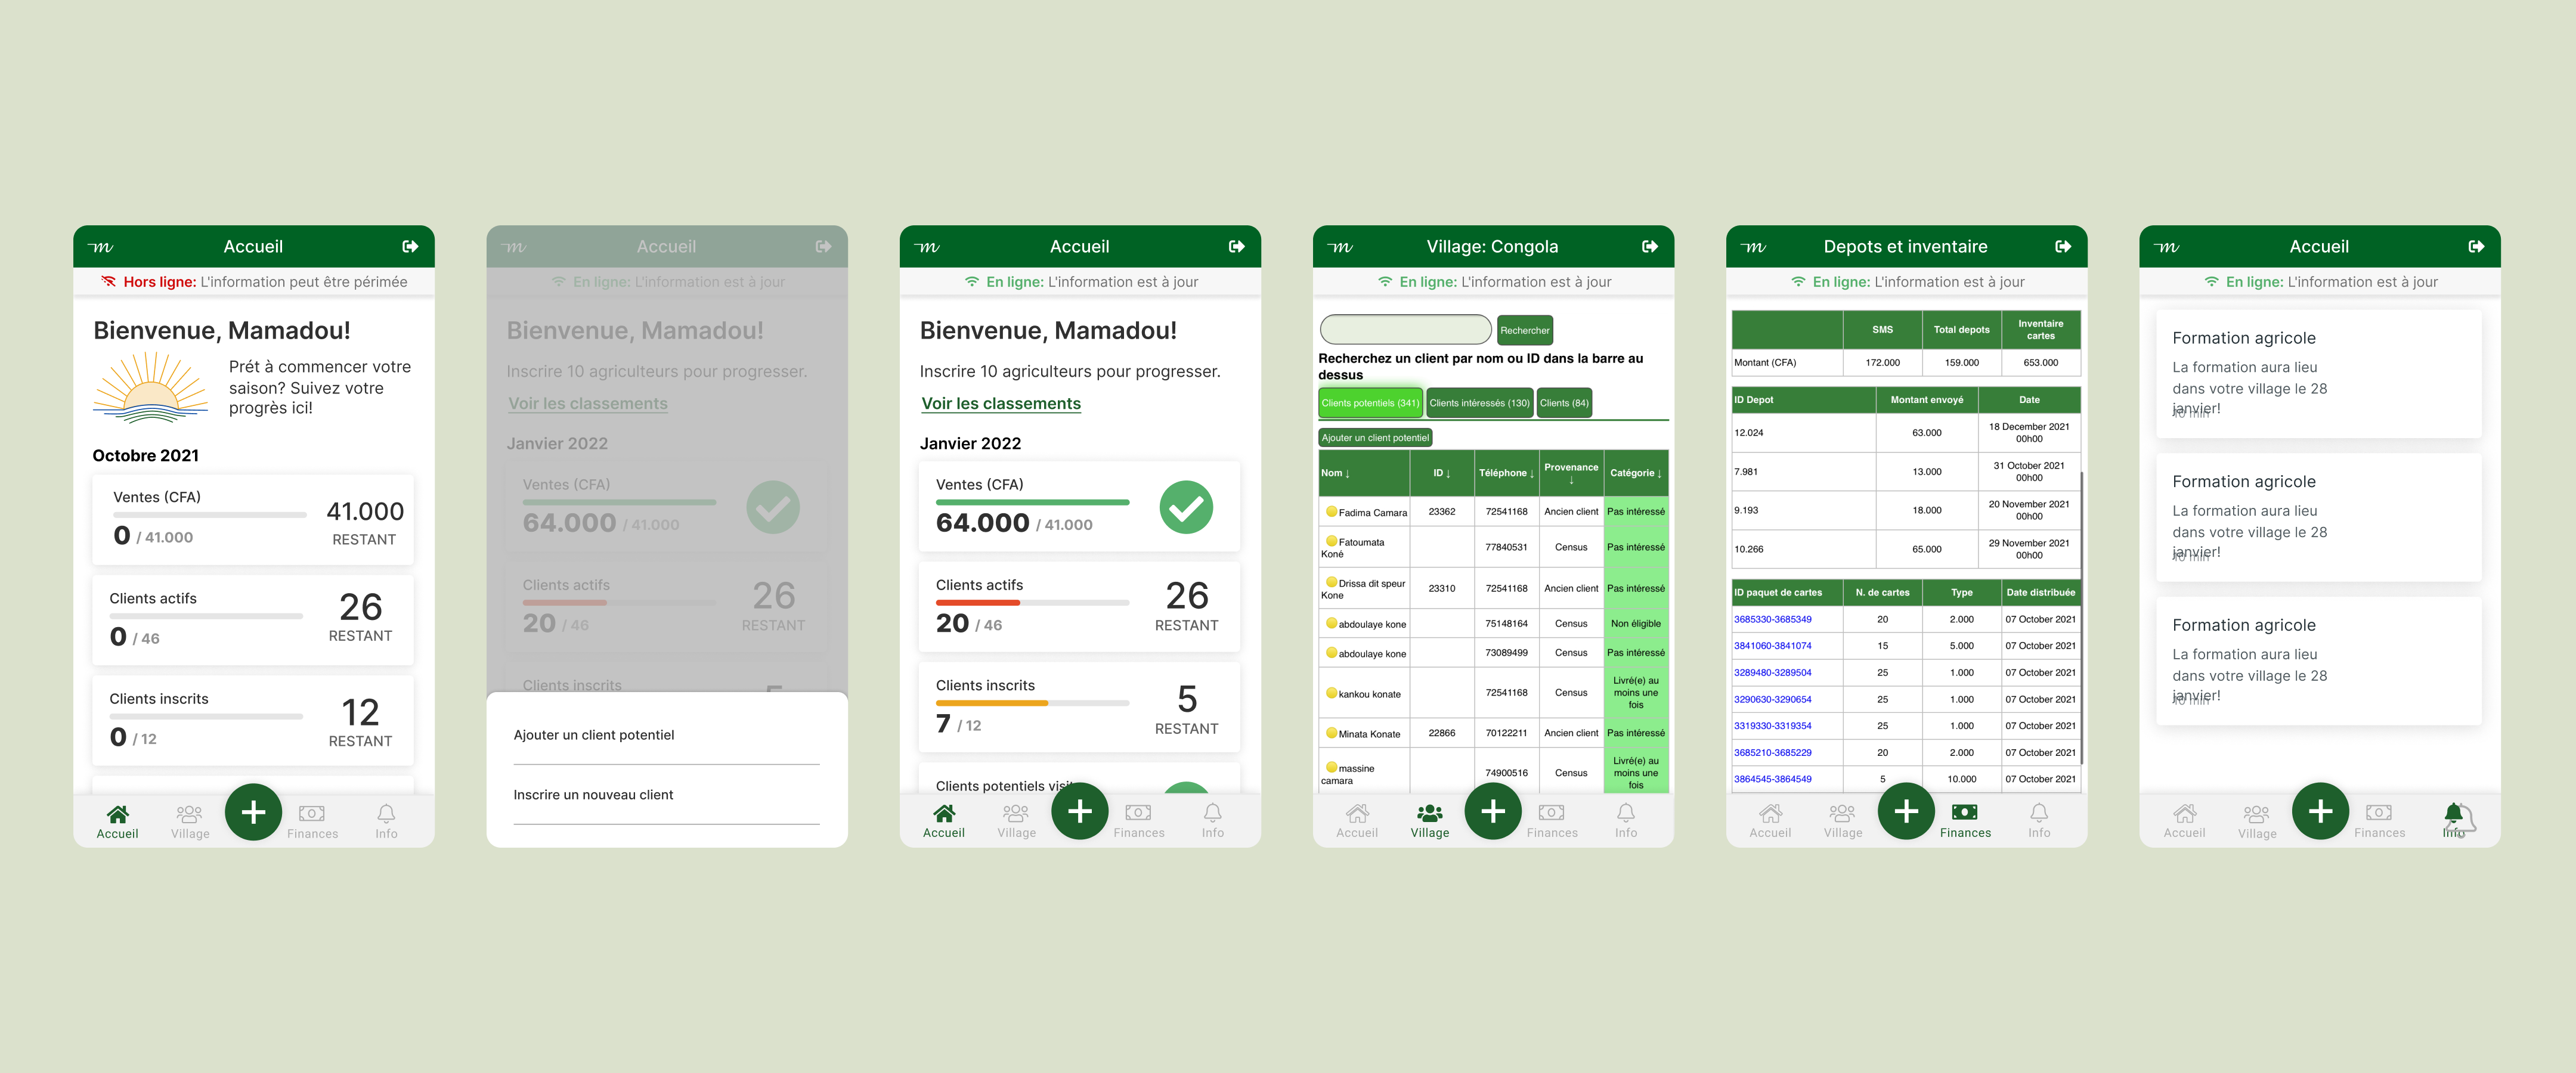 m
Accueil
Hors ligne: L'information peut être périmée
Bienvenue, Mamadou!
Prét à commencer votre
saison? Suivez votre
progrès ici!
Octobre 2021
Ventes (CFA)
0 / 41.000
41.000
RESTANT
Clients actifs
0 / 46
26
RESTANT
Clients inscrits
0 / 12
12
RESTANT
Accueil
Village
+
Finances
Info
m
Accueil
En ligne: L'information est à jour
Bienvenue, Mamadou!
Inscrire 10 agriculteurs pour progresser.
Voir les classements
Janvier 2022
Ventes (CFA)
64.000 / 41.000
Clients actifs
20 / 46
26
RESTANT
Clients inscrits
5
Ajouter un client potentiel
Inscrire un nouveau client
m
Accueil
En ligne: L'information est à jour
Bienvenue, Mamadou!
Inscrire 10 agriculteurs pour progresser.
Voir les classements
Janvier 2022
Ventes (CFA)
64.000 / 41.000
Clients actifs
20 / 46
26
RESTANT
Clients inscrits
7 / 12
5
RESTANT
Clients potentiels
Accueil
Village
+
Finances
Info
m
Village: Congola
En ligne: L'information est à jour
Rechercher
Recherchez un client par nom ou ID dans la barre au
dessus
Clients potentiels (341) Clients intéressés (130) Clients (84)
Ajouter un client potentiel
Nom ↓ ID ↓ Téléphone ↓ Provenance ↓ Catégorie ↓
Fadima Camara 23362 72541168 Ancien client Pas intéressé
Fatoumata Koné 77840531 Census Pas intéressé
Drissa dit speur Kone 23310 72541168 Ancien client Pas intéressé
abdoulaye kone 75148164 Census Non éligible
abdoulaye kone 73089499 Census Pas intéressé
kankou konate 72541168 Census Livré(e) au moins une fois
Minata Konate 22866 70122211 Ancien client Pas intéressé
massine camara 74900516 Census Livré(e) au moins une fois
Accueil
Village
+
Finances
Info
m
Depots et inventaire
En ligne: L'information est à jour
SMS Total depots Inventaire cartes
Montant (CFA) 172.000 159.000 653.000
ID Depot Montant envoyé Date
12.024 63.000 18 December 2021 00h00
7.981 13.000 31 October 2021 00h00
9.193 18.000 20 November 2021 00h00
10.266 65.000 29 November 2021 00h00
ID paquet de cartes N. de cartes Type Date distribuée
3685330-3685349 20 2.000 07 October 2021
3841060-3841074 15 5.000 07 October 2021
3289480-3289504 25 1.000 07 October 2021
3290630-3290654 25 1.000 07 October 2021
3319330-3319354 25 1.000 07 October 2021
3685210-3685229 20 2.000 07 October 2021
3864545-3864549 5 10.000 07 October 2021
Accueil
Village
+
Finances
Info
m
Accueil
En ligne: L'information est à jour
Formation agricole
La formation aura lieu
dans votre village le 28
janvier!
Formation agricole
La formation aura lieu
dans votre village le 28
janvier!
Formation agricole
La formation aura lieu
dans votre village le 28
janvier!
Accueil
Village
+
Finances
Info